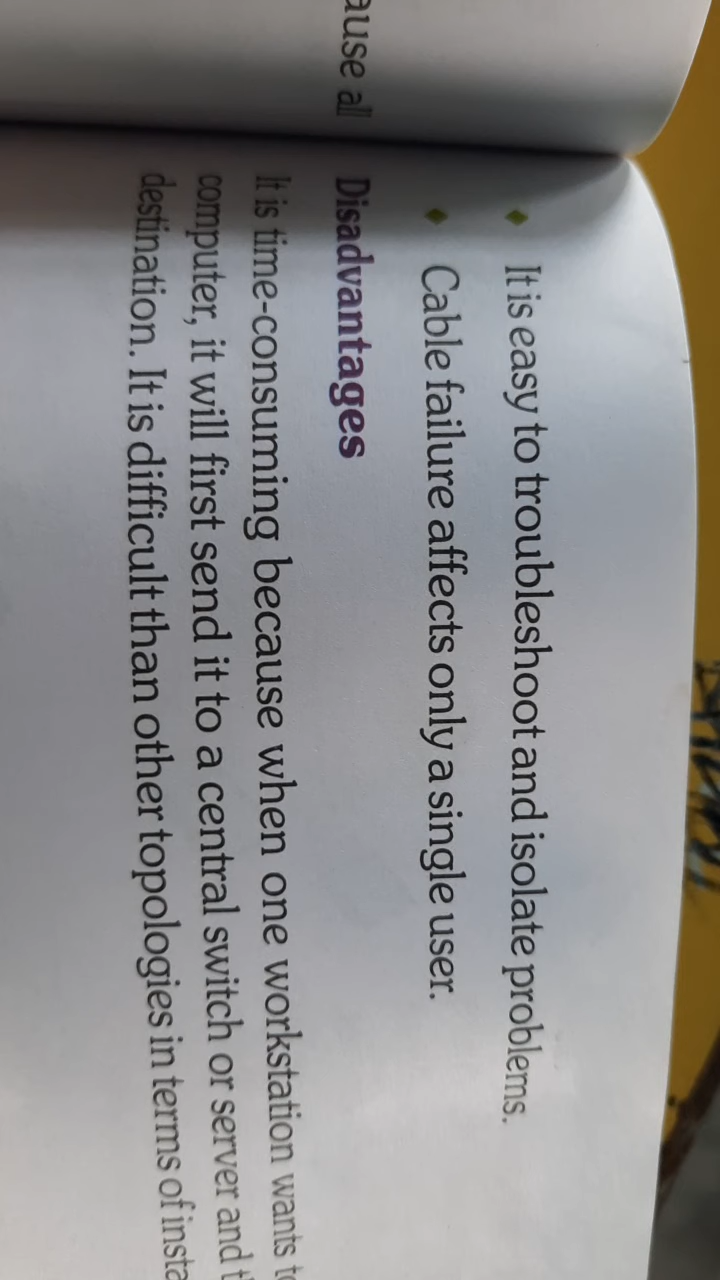 ause all
It is easy to troubleshoot and isolate problems.
Cable failure affects only a single user.
Disadvantages
It is time-consuming because when one workstation wants
computer, it will first send it to a central switch or server and
destination. It is difficult than other topologies in terms of